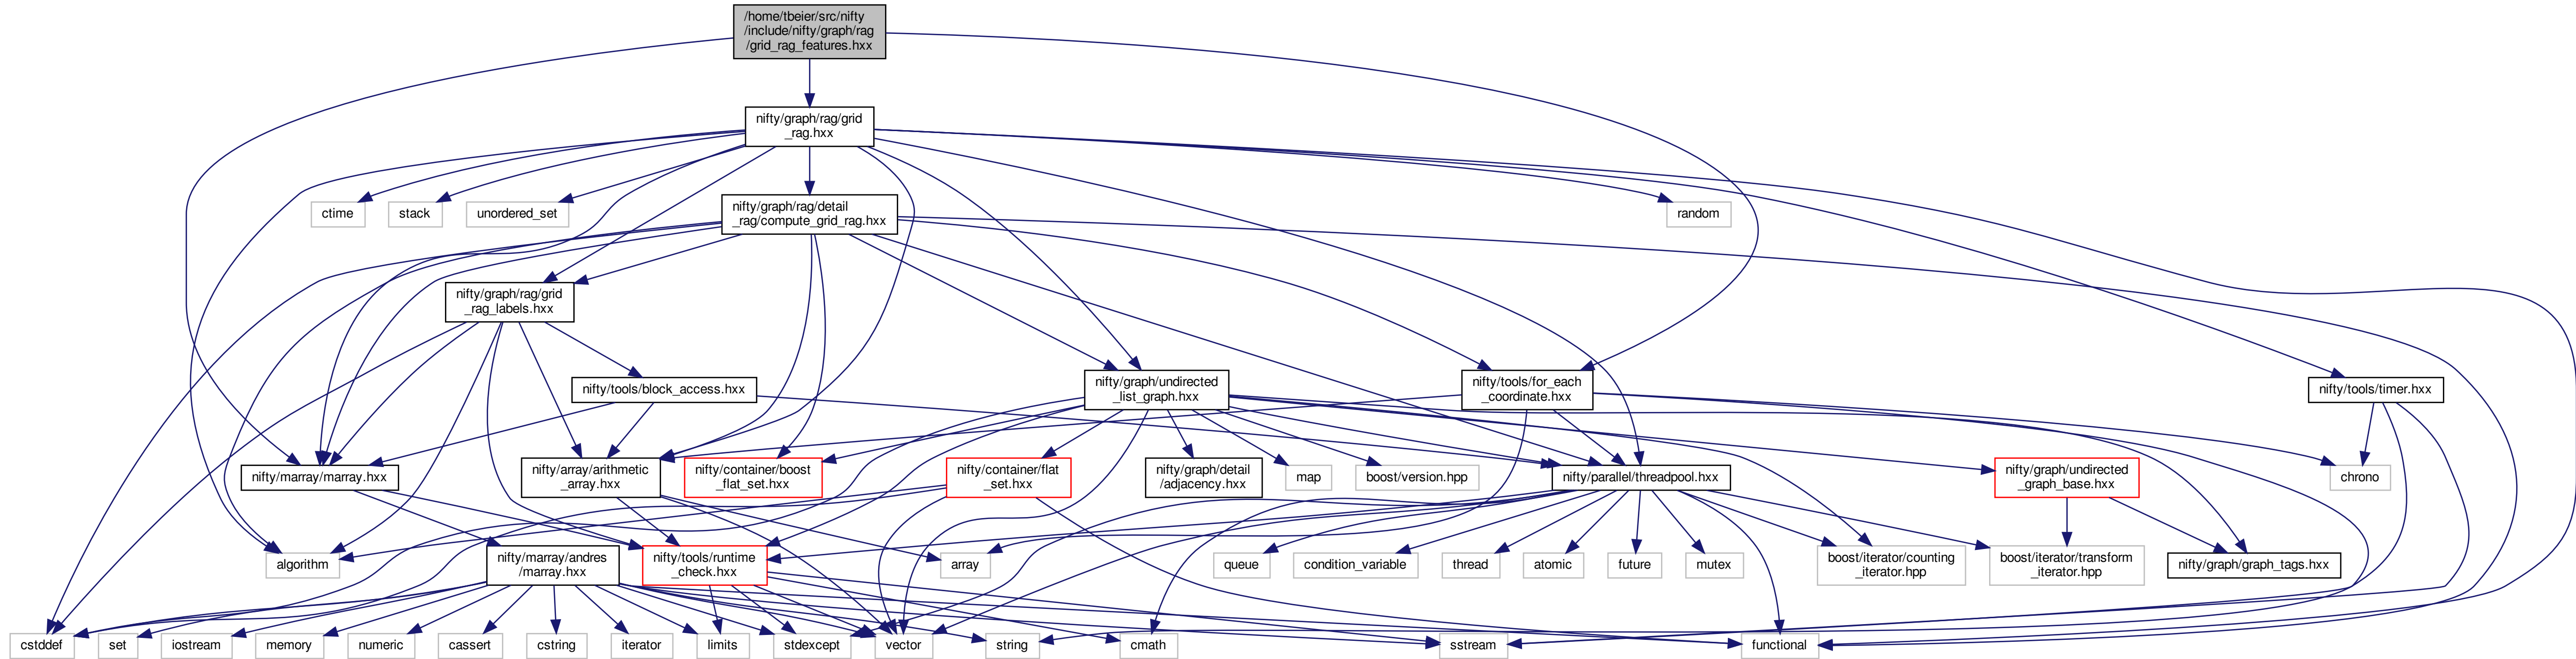 /home/tbeier/src/nifty
/include/nifty/graph/rag
/grid_rag_features.hxx
nifty/graph/rag/grid
_rag.hxx
ctime
stack
unordered_set
nifty/graph/rag/detail
_rag/compute_grid_rag.hxx
random
nifty/graph/rag/grid
_rag_labels.hxx
nifty/tools/block_access.hxx
nifty/graph/undirected
_list_graph.hxx
nifty/tools/for_each
_coordinate.hxx
nifty/tools/timer.hxx
nifty/marray/marray.hxx
nifty/array/arithmetic
_array.hxx
nifty/container/boost
_flat_set.hxx
nifty/container/flat
_set.hxx
nifty/graph/detail
/adjacency.hxx
map
boost/version.hpp
nifty/parallel/threadpool.hxx
nifty/graph/undirected
_graph_base.hxx
chrono
algorithm
nifty/marray/andres
/marray.hxx
nifty/tools/runtime
_check.hxx
array
queue
condition_variable
thread
atomic
future
mutex
boost/iterator/counting
_iterator.hpp
boost/iterator/transform
_iterator.hpp
nifty/graph/graph_tags.hxx
cstddef
set
iostream
memory
numeric
cassert
cstring
iterator
limits
stdexcept
vector
string
cmath
sstream
functional